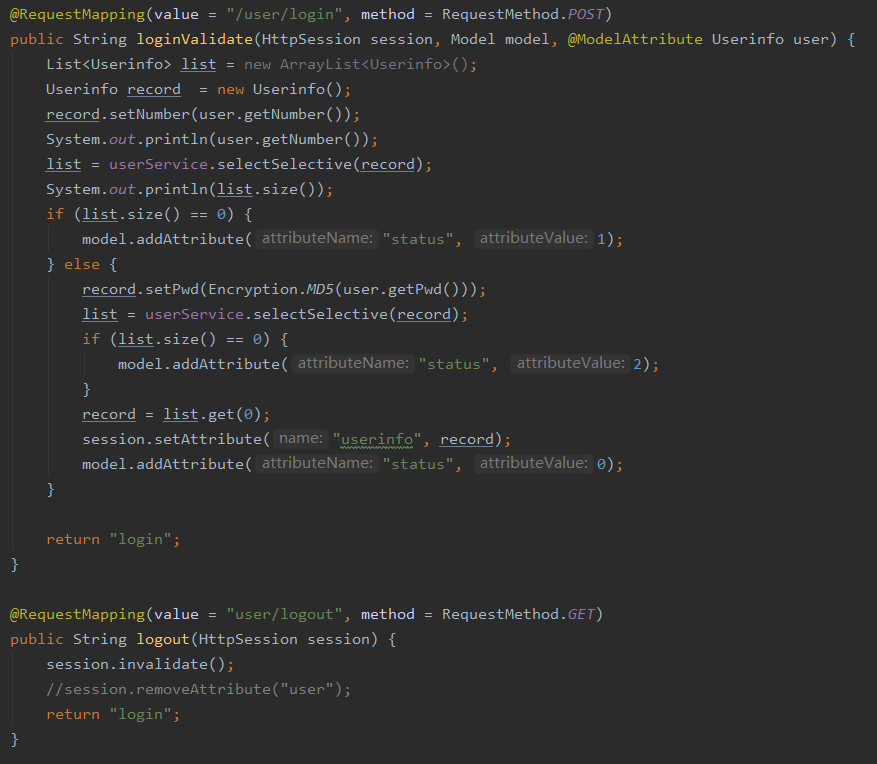 @RequestMapping(value = "/user/login", method = RequestMethod.POST)
public String loginValidate(HttpSession session, Model model, @ModelAttribute Userinfo user) {
    List<Userinfo> list = new ArrayList<Userinfo>();
    Userinfo record  = new Userinfo();
    record.setNumber(user.getNumber());
    System.out.println(user.getNumber());
    list = userService.selectSelective(record);
    System.out.println(list.size());
    if (list.size() == 0) {
        model.addAttribute( attributeName: "status", attributeValue: 1);
    } else {
        record.setPwd(Encryption.MD5(user.getPwd()));
        list = userService.selectSelective(record);
        if (list.size() == 0) {
            model.addAttribute( attributeName: "status", attributeValue: 2);
        }
        record = list.get(0);
        session.setAttribute( name: "userinfo", record);
        model.addAttribute( attributeName: "status", attributeValue: 0);
    }

    return "login";
}

@RequestMapping(value = "user/logout", method = RequestMethod.GET)
public String logout(HttpSession session) {
    session.invalidate();
    //session.removeAttribute("user");
    return "login";
}